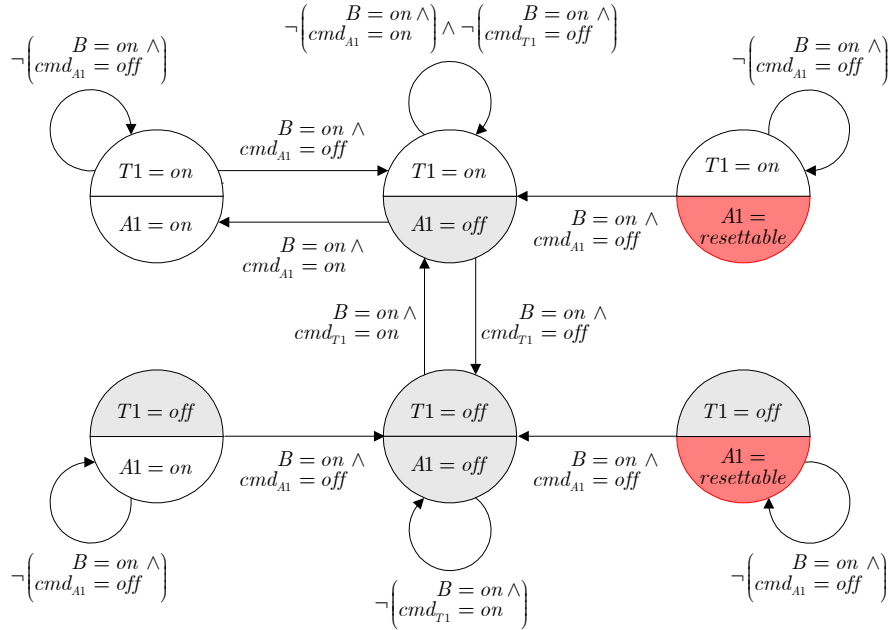 ¬(B = on ∧ cmd_A1 = on) ∧ ¬(B = on ∧ cmd_T1 = off)
¬(B = on ∧ cmd_A1 = off)
¬(B = on ∧ cmd_A1 = off)
T1 = on
A1 = on
B = on ∧
cmd_A1 = off
B = on ∧
cmd_A1 = on
T1 = on
A1 = off
B = on ∧
cmd_A1 = off
T1 = on
A1 =
resettable
B = on ∧
cmd_T1 = on
B = on ∧
cmd_T1 = off
T1 = off
A1 = on
B = on ∧
cmd_A1 = off
T1 = off
A1 = off
B = on ∧
cmd_A1 = off
T1 = off
A1 =
resettable
¬(B = on ∧ cmd_A1 = off)
¬(B = on ∧ cmd_T1 = on)
¬(B = on ∧ cmd_A1 = off)